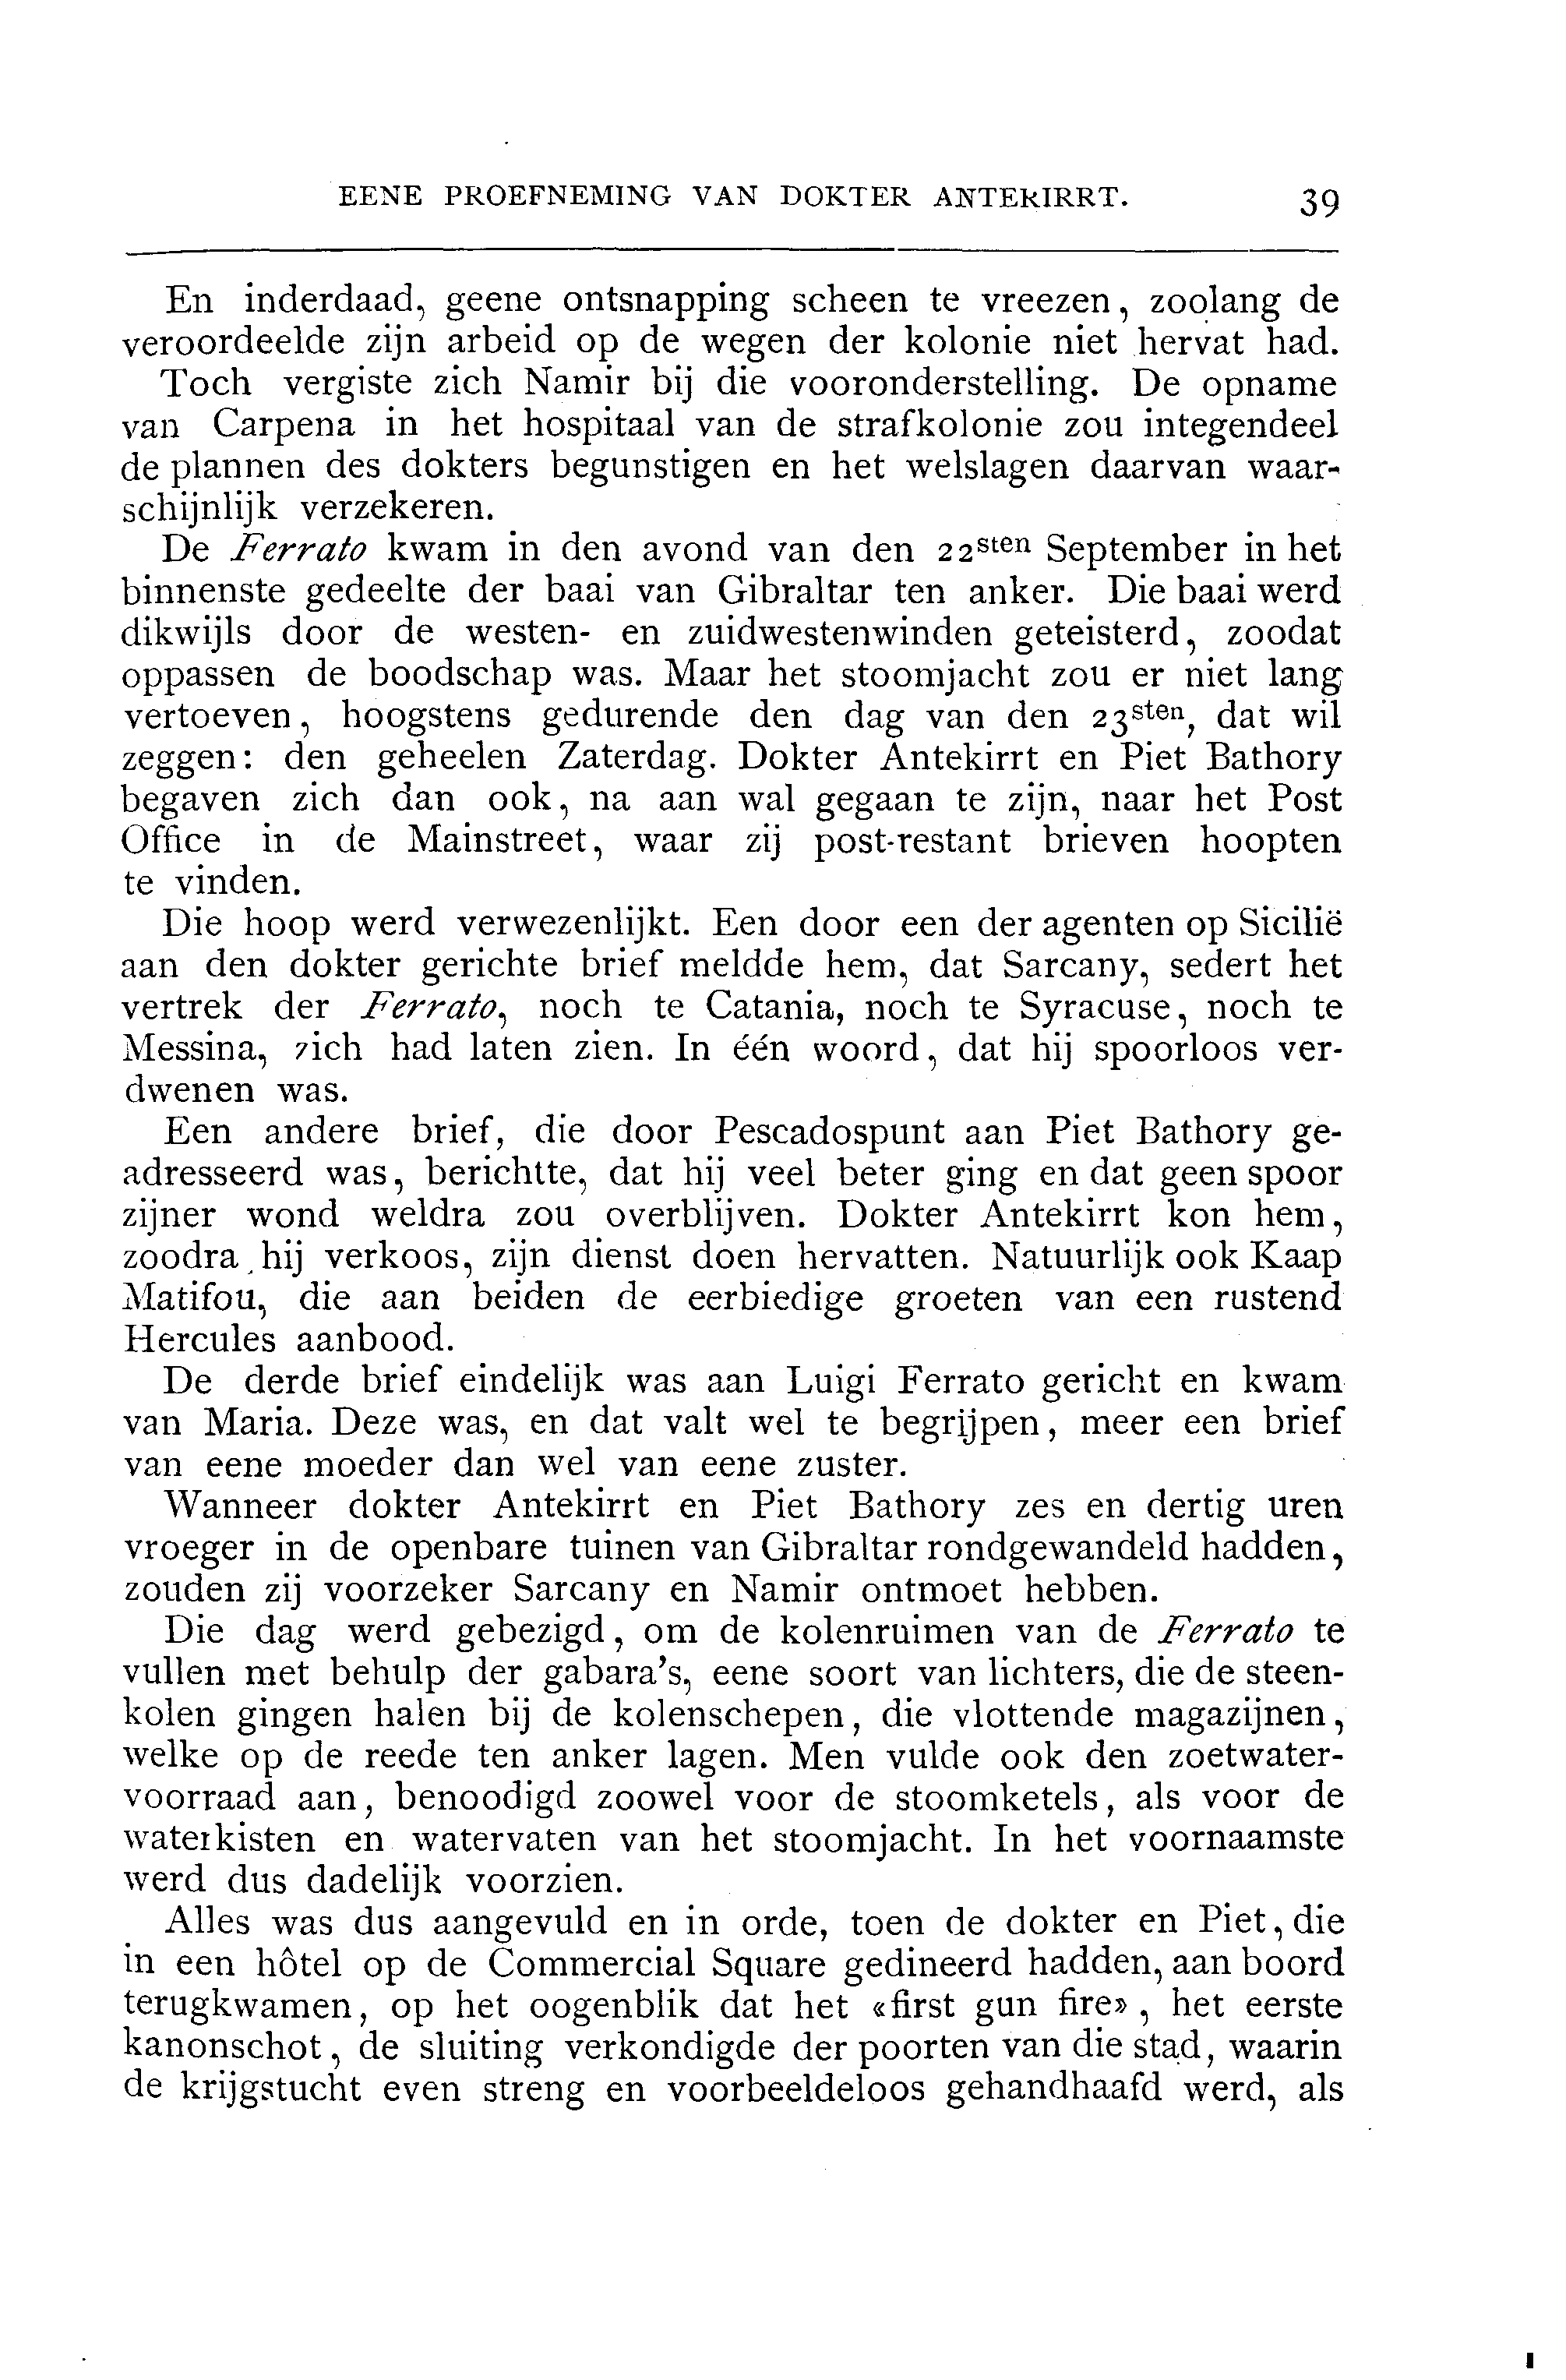 EENE PROEFNEMING VAN DOKTER ANTEKIRRT. 39
En inderdaad, geene ontsnapping scheen te vreezen, zoolang de
veroordeelde zijn arbeid op de wegen der kolonie niet hervat had.
Toch vergiste zich Namir bij die vooronderstelling. De opname
van Carpena in het hospitaal van de strafkolonie zou integendeel
de plannen des dokters begunstigen en het welslagen daarvan waar-
schijnlijk verzekeren.
De Ferrato kwam in den avond van den 22sten September in het
binnenste gedeelte der baai van Gibraltar ten anker. Die baai werd
dikwijls door de westen- en zuidwestenwinden geteisterd, zoodat
oppassen de boodschap was. Maar het stoomjacht zou er niet lang
vertoeven, hoogstens gedurende den dag van den 23sten, dat wil
zeggen: den geheelen Zaterdag. Dokter Antekirrt en Piet Bathory
begaven zich dan ook, na aan wal gegaan te zijn, naar het Post
Office in de Mainstreet, waar zij post-restant brieven hoopten
te vinden.
Die hoop werd verwezenlijkt. Een door een der agenten op Sicilië
aan den dokter gerichte brief meldde hem, dat Sarcany, sedert het
vertrek der Ferrato, noch te Catania, noch te Syracuse, noch te
Messina, zich had laten zien. In één woord, dat hij spoorloos ver-
dwenen was.
Een andere brief, die door Pescadospunt aan Piet Bathory ge-
adresseerd was, berichtte, dat hij veel beter ging en dat geen spoor
zijner wond weldra zou overblijven. Dokter Antekirrt kon hem,
zoodra hij verkoos, zijn dienst doen hervatten. Natuurlijk ook Kaap
Matifou, die aan beiden de eerbiedige groeten van een rustend
Hercules aanbood.
De derde brief eindelijk was aan Luigi Ferrato gericht en kwam
van Maria. Deze was, en dat valt wel te begrijpen, meer een brief
van eene moeder dan wel van eene zuster.
Wanneer dokter Antekirrt en Piet Bathory zes en dertig uren
vroeger in de openbare tuinen van Gibraltar rondgewandeld hadden,
zouden zij voorzeker Sarcany en Namir ontmoet hebben.
Die dag werd gebezigd, om de kolenruimen van de Ferrato te
vullen met behulp der gabara's, eene soort van lichters, die de steen-
kolen gingen halen bij de kolenschepen, die vlottende magazijnen,
welke op de reede ten anker lagen. Men vulde ook den zoetwater-
voorraad aan, benoodigd zoowel voor de stoomketels, als voor de
waterkisten en watervaten van het stoomjacht. In het voornaamste
werd dus dadelijk voorzien.
Alles was dus aangevuld en in orde, toen de dokter en Piet, die
in een hôtel op de Commercial Square gedineerd hadden, aan boord
terugkwamen, op het oogenblik dat het «first gun fire», het eerste
kanonschot, de sluiting verkondigde der poorten van die stad, waarin
de krijgstucht even streng en voorbeeldeloos gehandhaafd werd, als